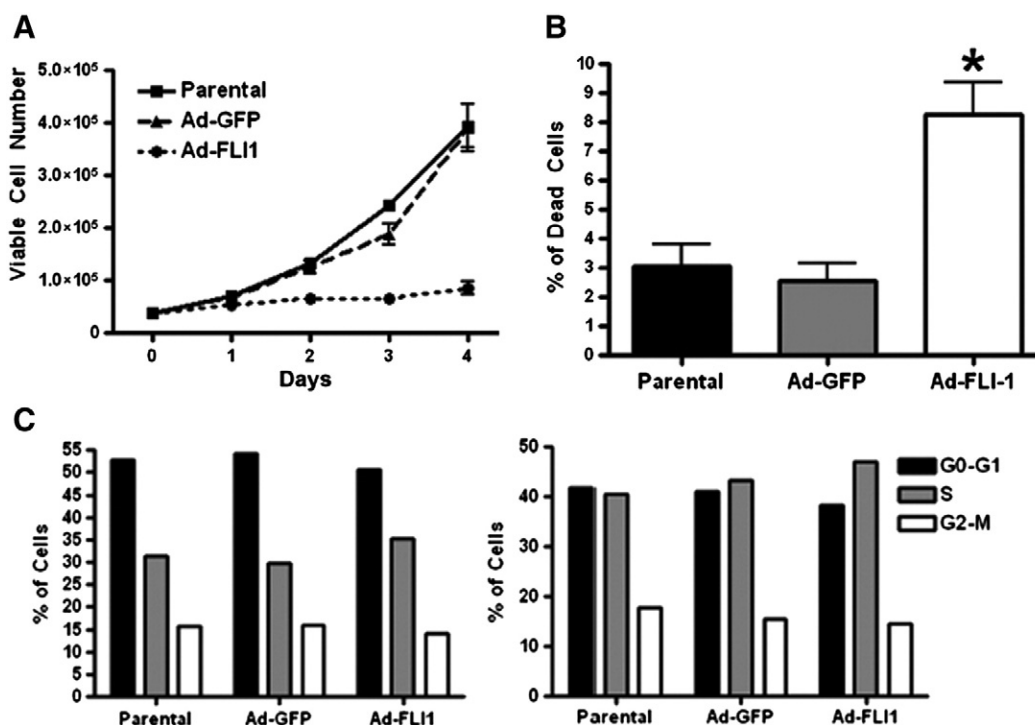 A
Viable Cell Number
5.0×10⁵
4.0×10⁵
3.0×10⁵
2.0×10⁵
1.0×10⁵
0
Parental
Ad-GFP
Ad-FLI1
0 1 2 3 4
Days
B
% of Dead Cells
10
9
8
7
6
5
4
3
2
1
0
*
Parental Ad-GFP Ad-FLI-1
C
% of Cells
55
50
45
40
35
30
25
20
15
10
5
0
Parental Ad-GFP Ad-FLI1
% of Cells
50
40
30
20
10
0
Parental Ad-GFP Ad-FLI1
G0-G1
S
G2-M